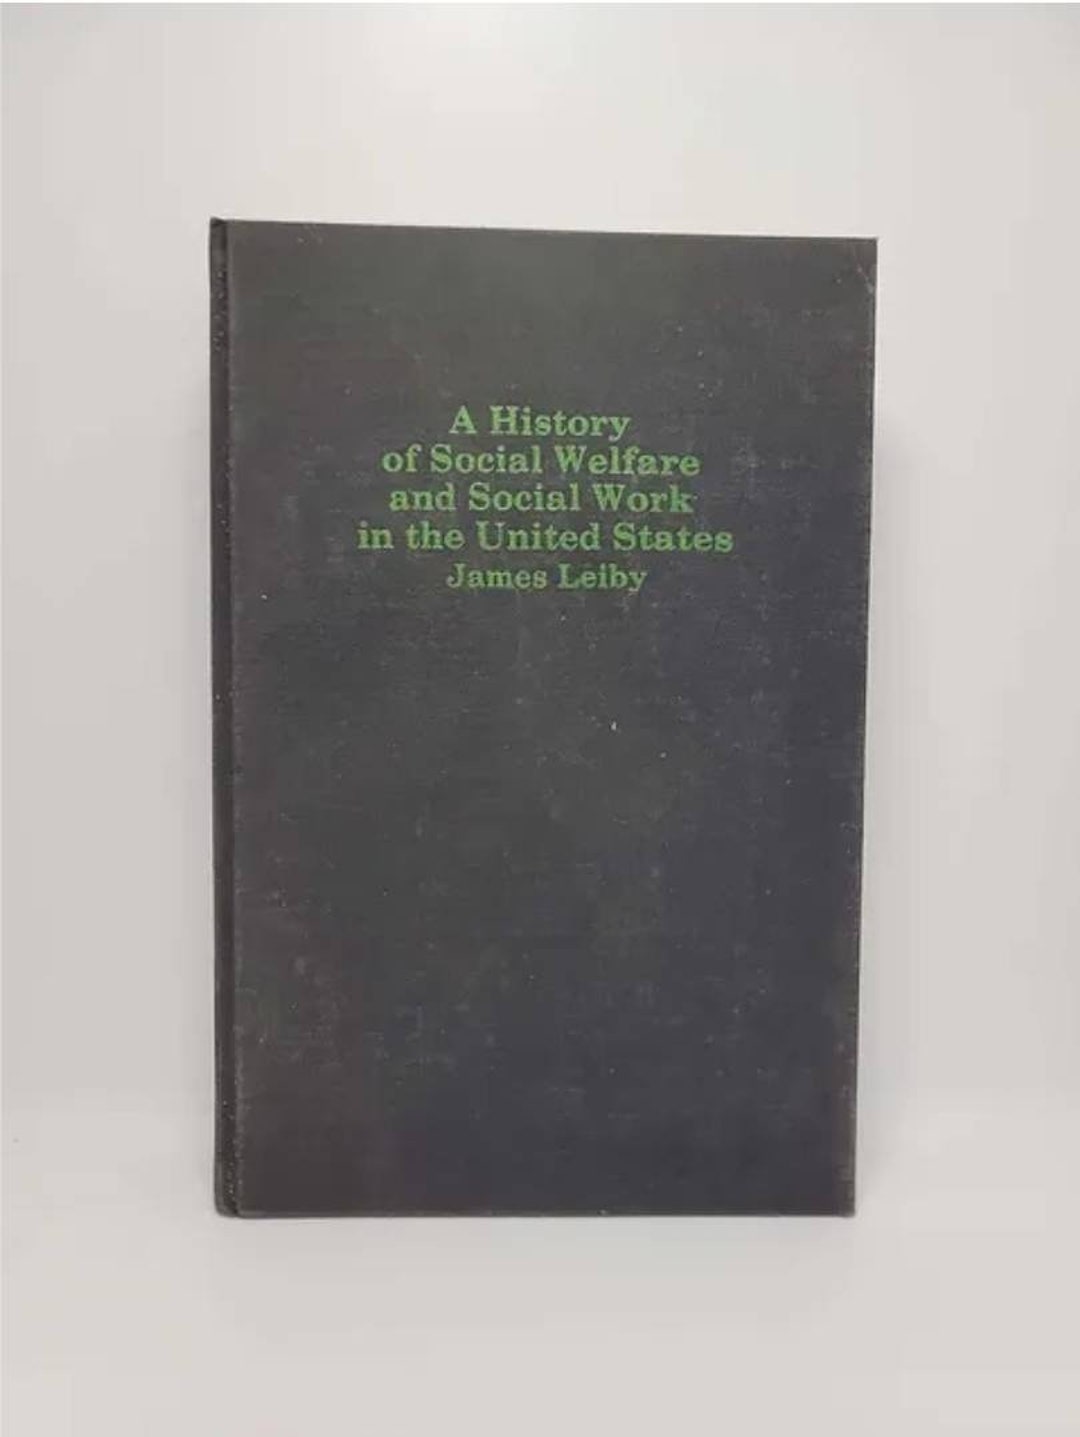 A History
of Social Welfare
and Social Work
in the United States
James Leiby